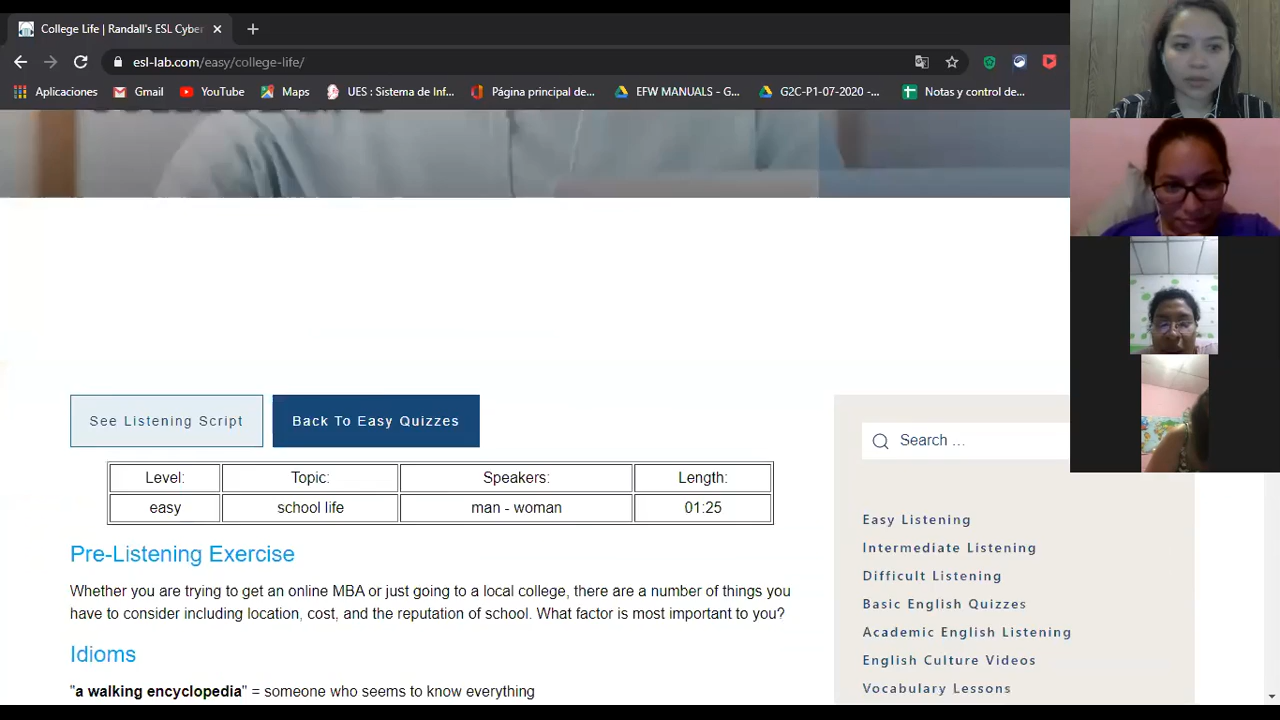 College Life | Randall's ESL Cyber
esl-lab.com/easy/college-life/
Aplicaciones
Gmail
YouTube
Maps
UES : Sistema de Inf...
Página principal de...
EFW MANUALS - G...
G2C-P1-07-2020 -...
Notas y control de...
See Listening Script
Back To Easy Quizzes
Search ...
Level: Topic: Speakers: Length:
easy school life man - woman 01:25
Pre-Listening Exercise
Whether you are trying to get an online MBA or just going to a local college, there are a number of things you
have to consider including location, cost, and the reputation of school. What factor is most important to you?
Idioms
"a walking encyclopedia" = someone who seems to know everything
Easy Listening
Intermediate Listening
Difficult Listening
Basic English Quizzes
Academic English Listening
English Culture Videos
Vocabulary Lessons